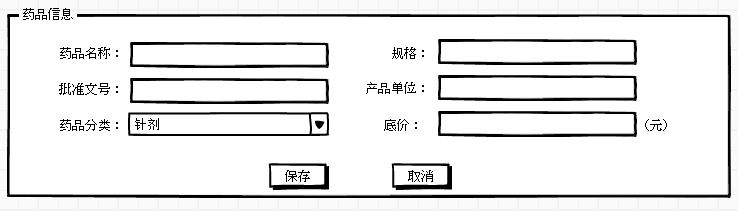 药品信息
药品名称： 规格：
批准文号： 产品单位：
药品分类： 针剂 底价： （元）
保存 取消